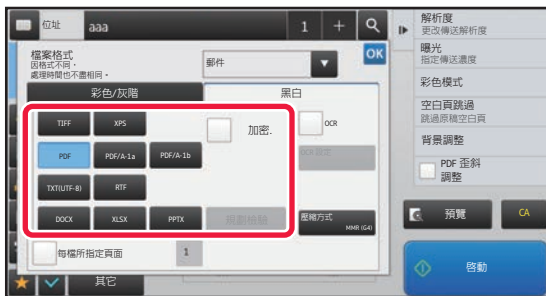 位址 aaa 1 +
檔案格式
因格式不同，
處理時間也不盡相同。
郵件
OK
彩色/灰階
黑白
TIFF XPS
加密.
OCR
PDF PDF/A-1a PDF/A-1b
OCR 設定
TXT(UTF-8) RTF
DOCX XLSX PPTX
壓縮方式
MMR (G4)
每檔所指定頁面 1
其它
解析度
更改傳送解析度
曝光
指定傳送濃度
彩色模式
空白頁跳過
跳過原稿空白頁
背景調整
PDF 歪斜
調整
預覽
CA
啓動